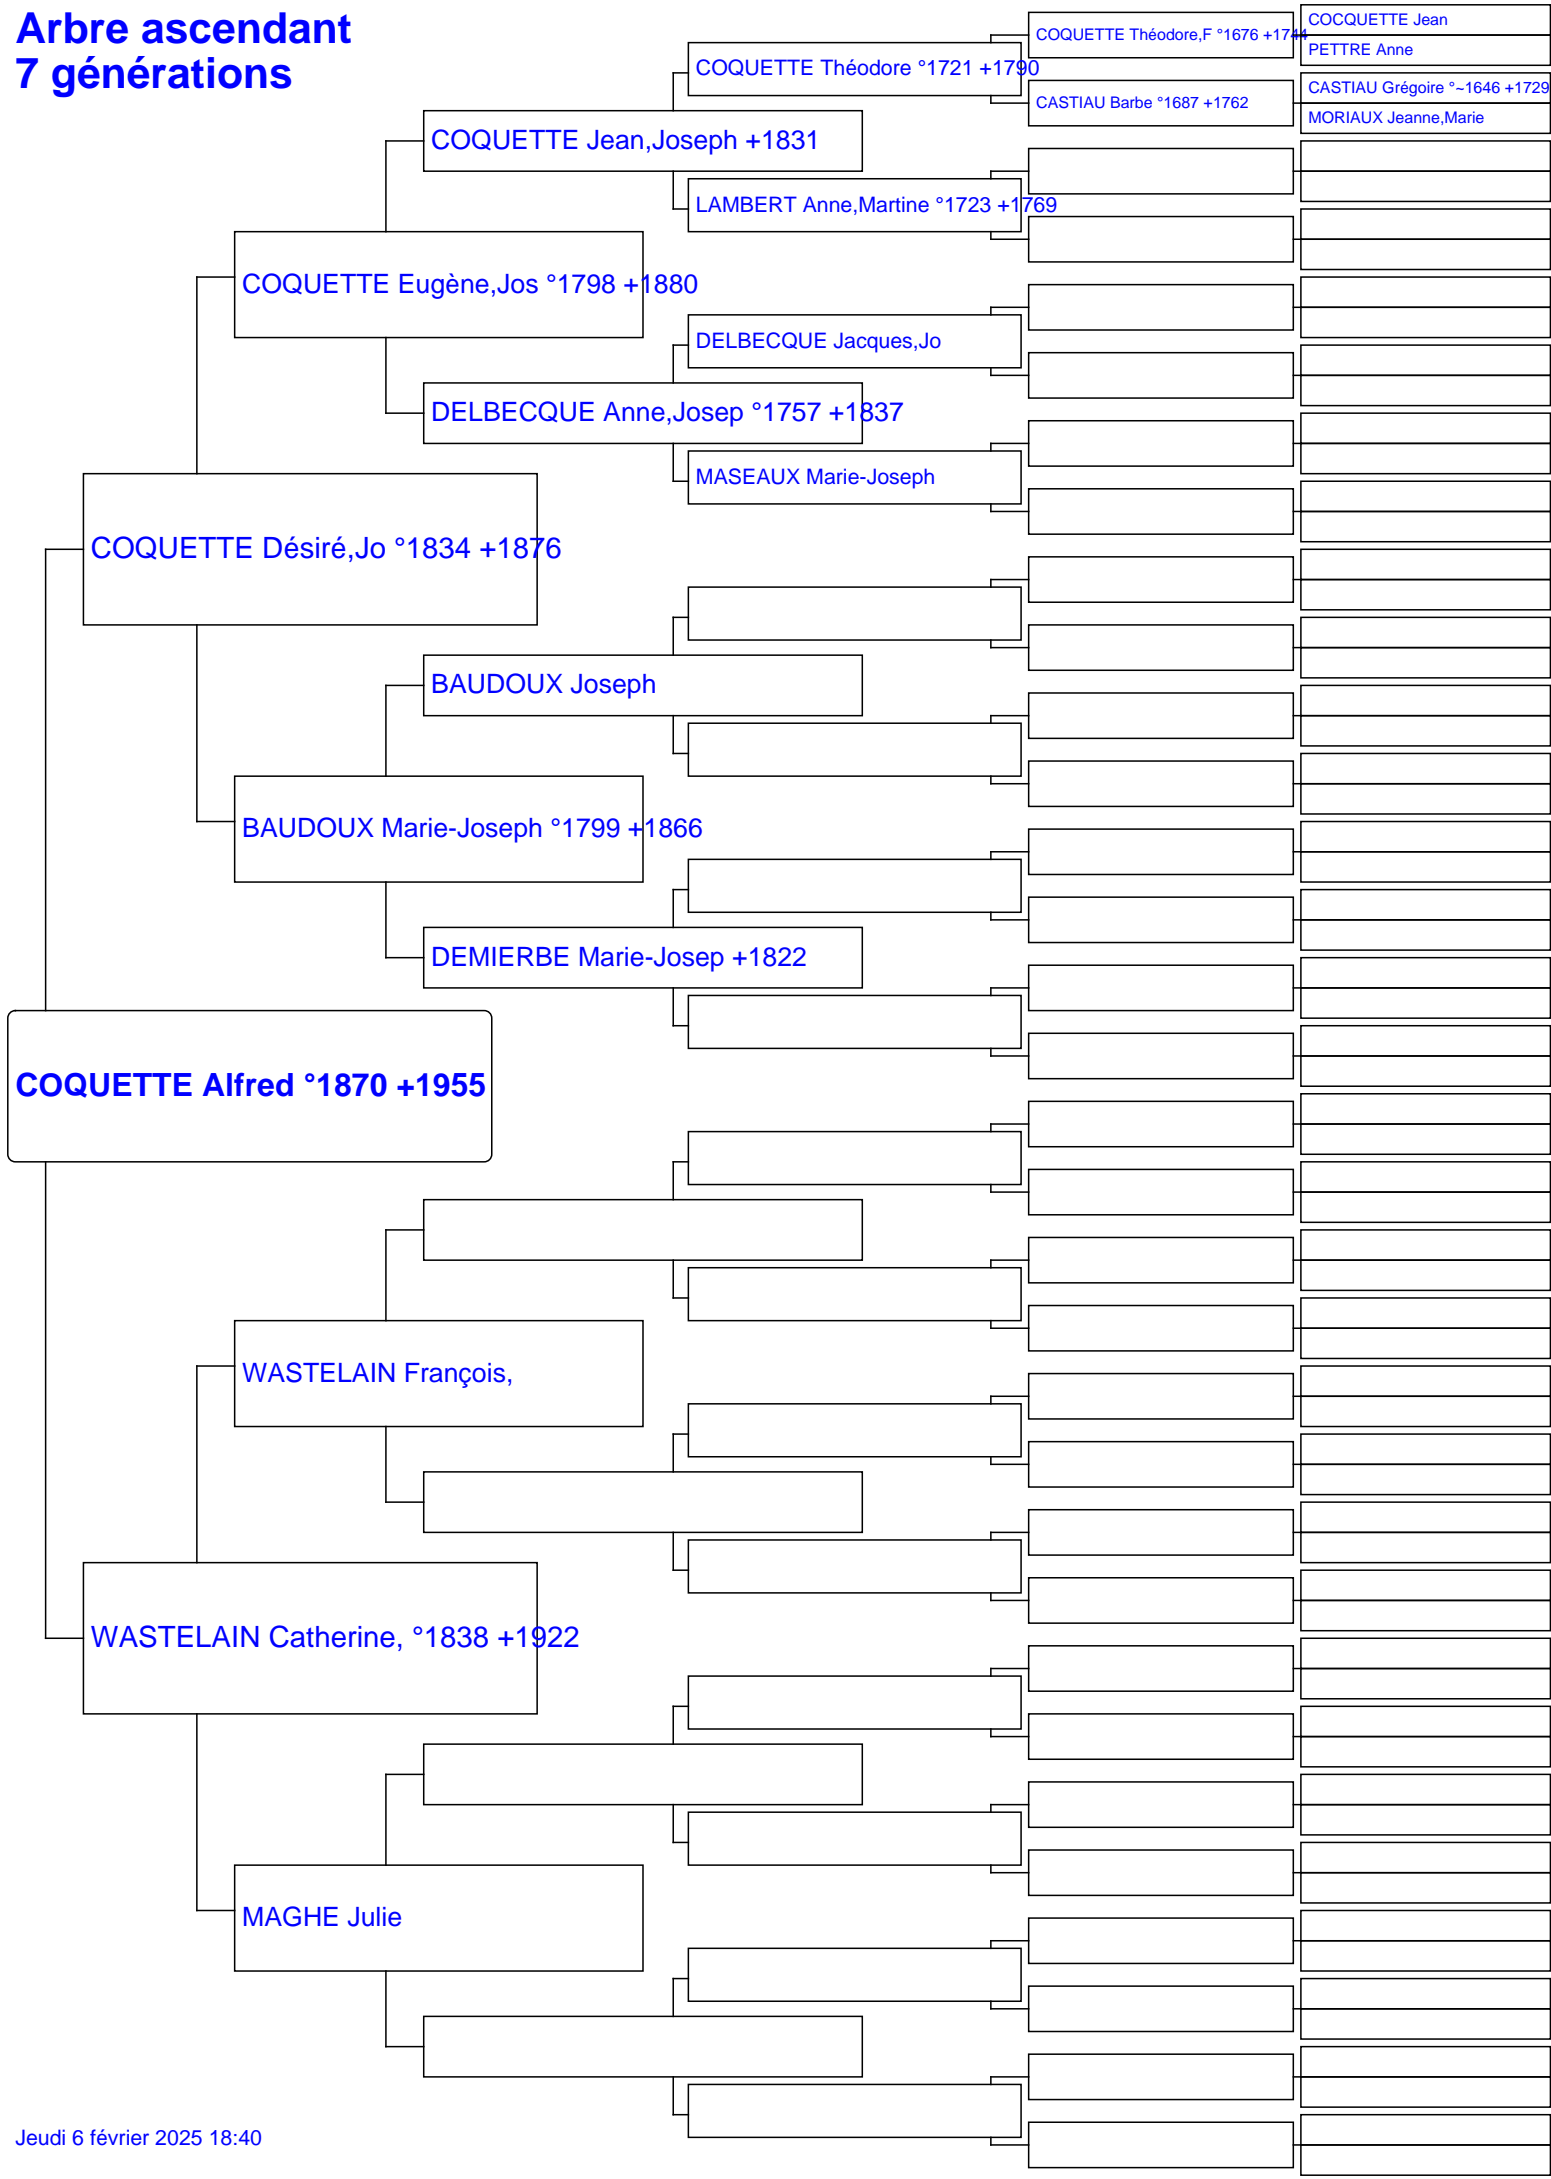 Arbre ascendant
7 générations
COQUETTE Théodore,F °1676 +1744
COCQUETTE Jean
PETTRE Anne
COQUETTE Théodore °1721 +1790
CASTIAU Barbe °1687 +1762
CASTIAU Grégoire °~1646 +1729
MORIAUX Jeanne,Marie
COQUETTE Jean,Joseph +1831
LAMBERT Anne,Martine °1723 +1769
COQUETTE Eugène,Jos °1798 +1880
DELBECQUE Jacques,Jo
DELBECQUE Anne,Josep °1757 +1837
MASEAUX Marie-Joseph
COQUETTE Désiré,Jo °1834 +1876
BAUDOUX Joseph
BAUDOUX Marie-Joseph °1799 +1866
DEMIERBE Marie-Josep +1822
COQUETTE Alfred °1870 +1955
WASTELAIN François,
WASTELAIN Catherine, °1838 +1922
MAGHE Julie
Jeudi 6 février 2025 18:40